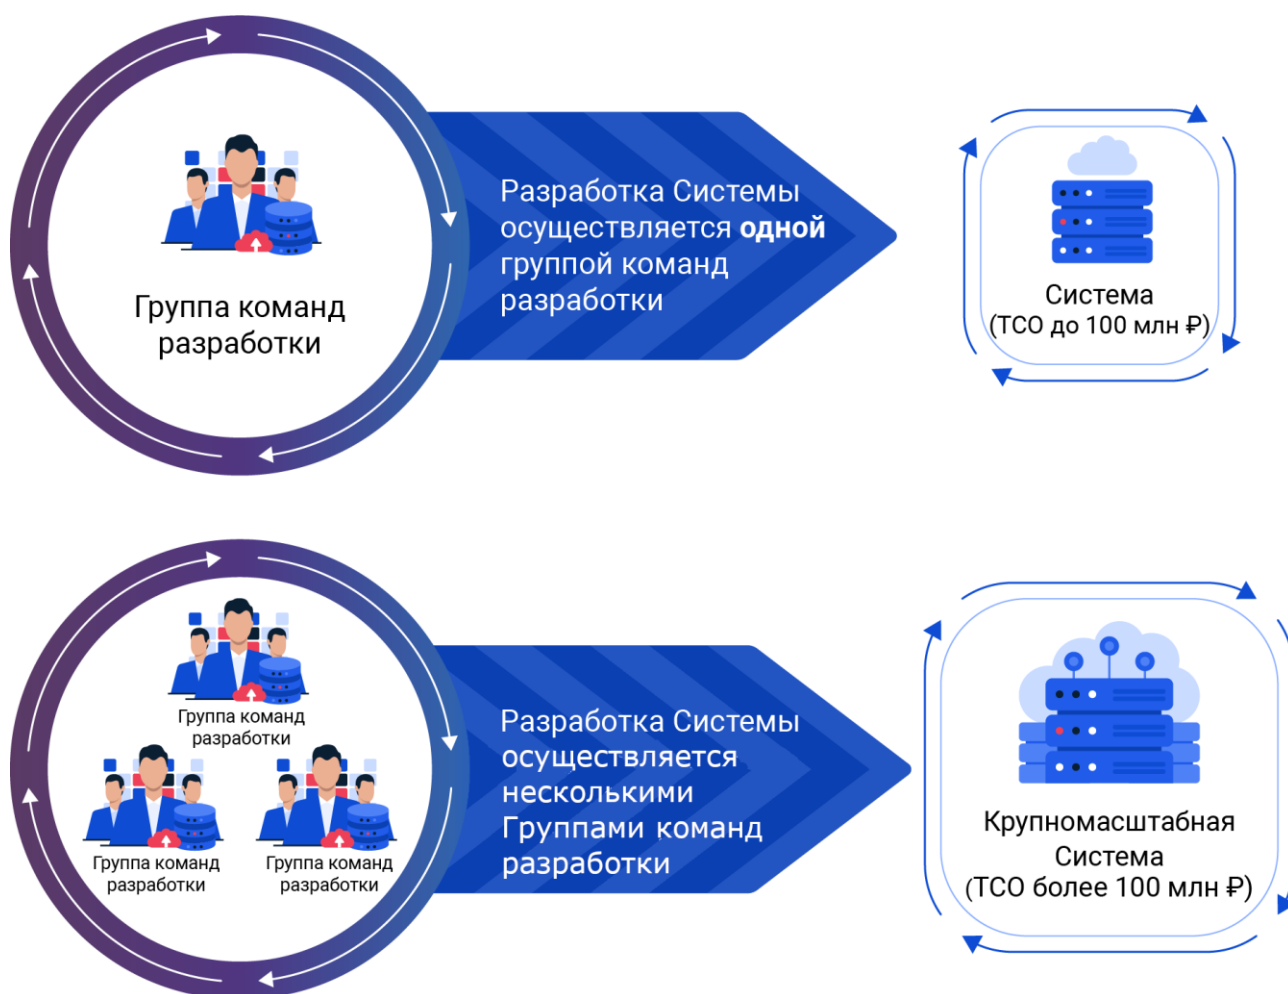 Группа команд
разработки
Разработка Системы
осуществляется одной
группой команд
разработки
Система
(ТСО до 100 млн ₽)
Группа команд
разработки
Группа команд
разработки
Группа команд
разработки
Разработка Системы
осуществляется
несколькими
Группами команд
разработки
Крупномасштабная
Система
(ТСО более 100 млн ₽)